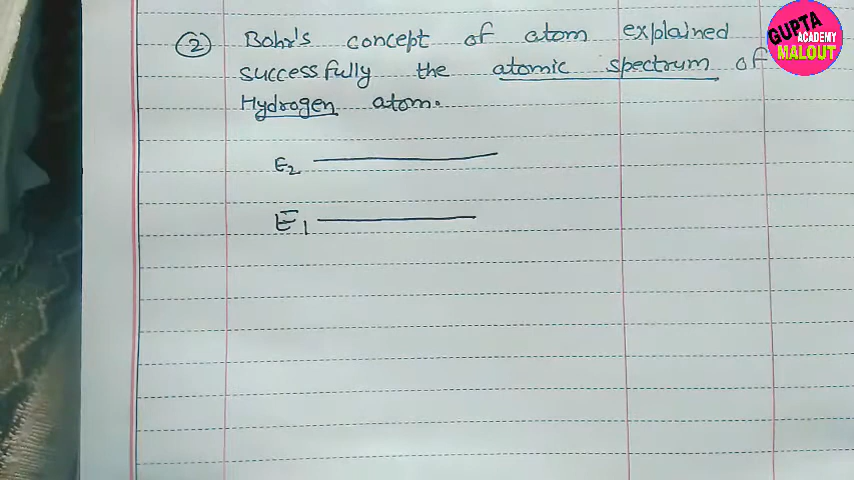 ② Bohr's concept of atom explained
successfully the atomic spectrum of
Hydrogen atom.
E₂
E₁
GUPTA
ACADEMY
MALOUT